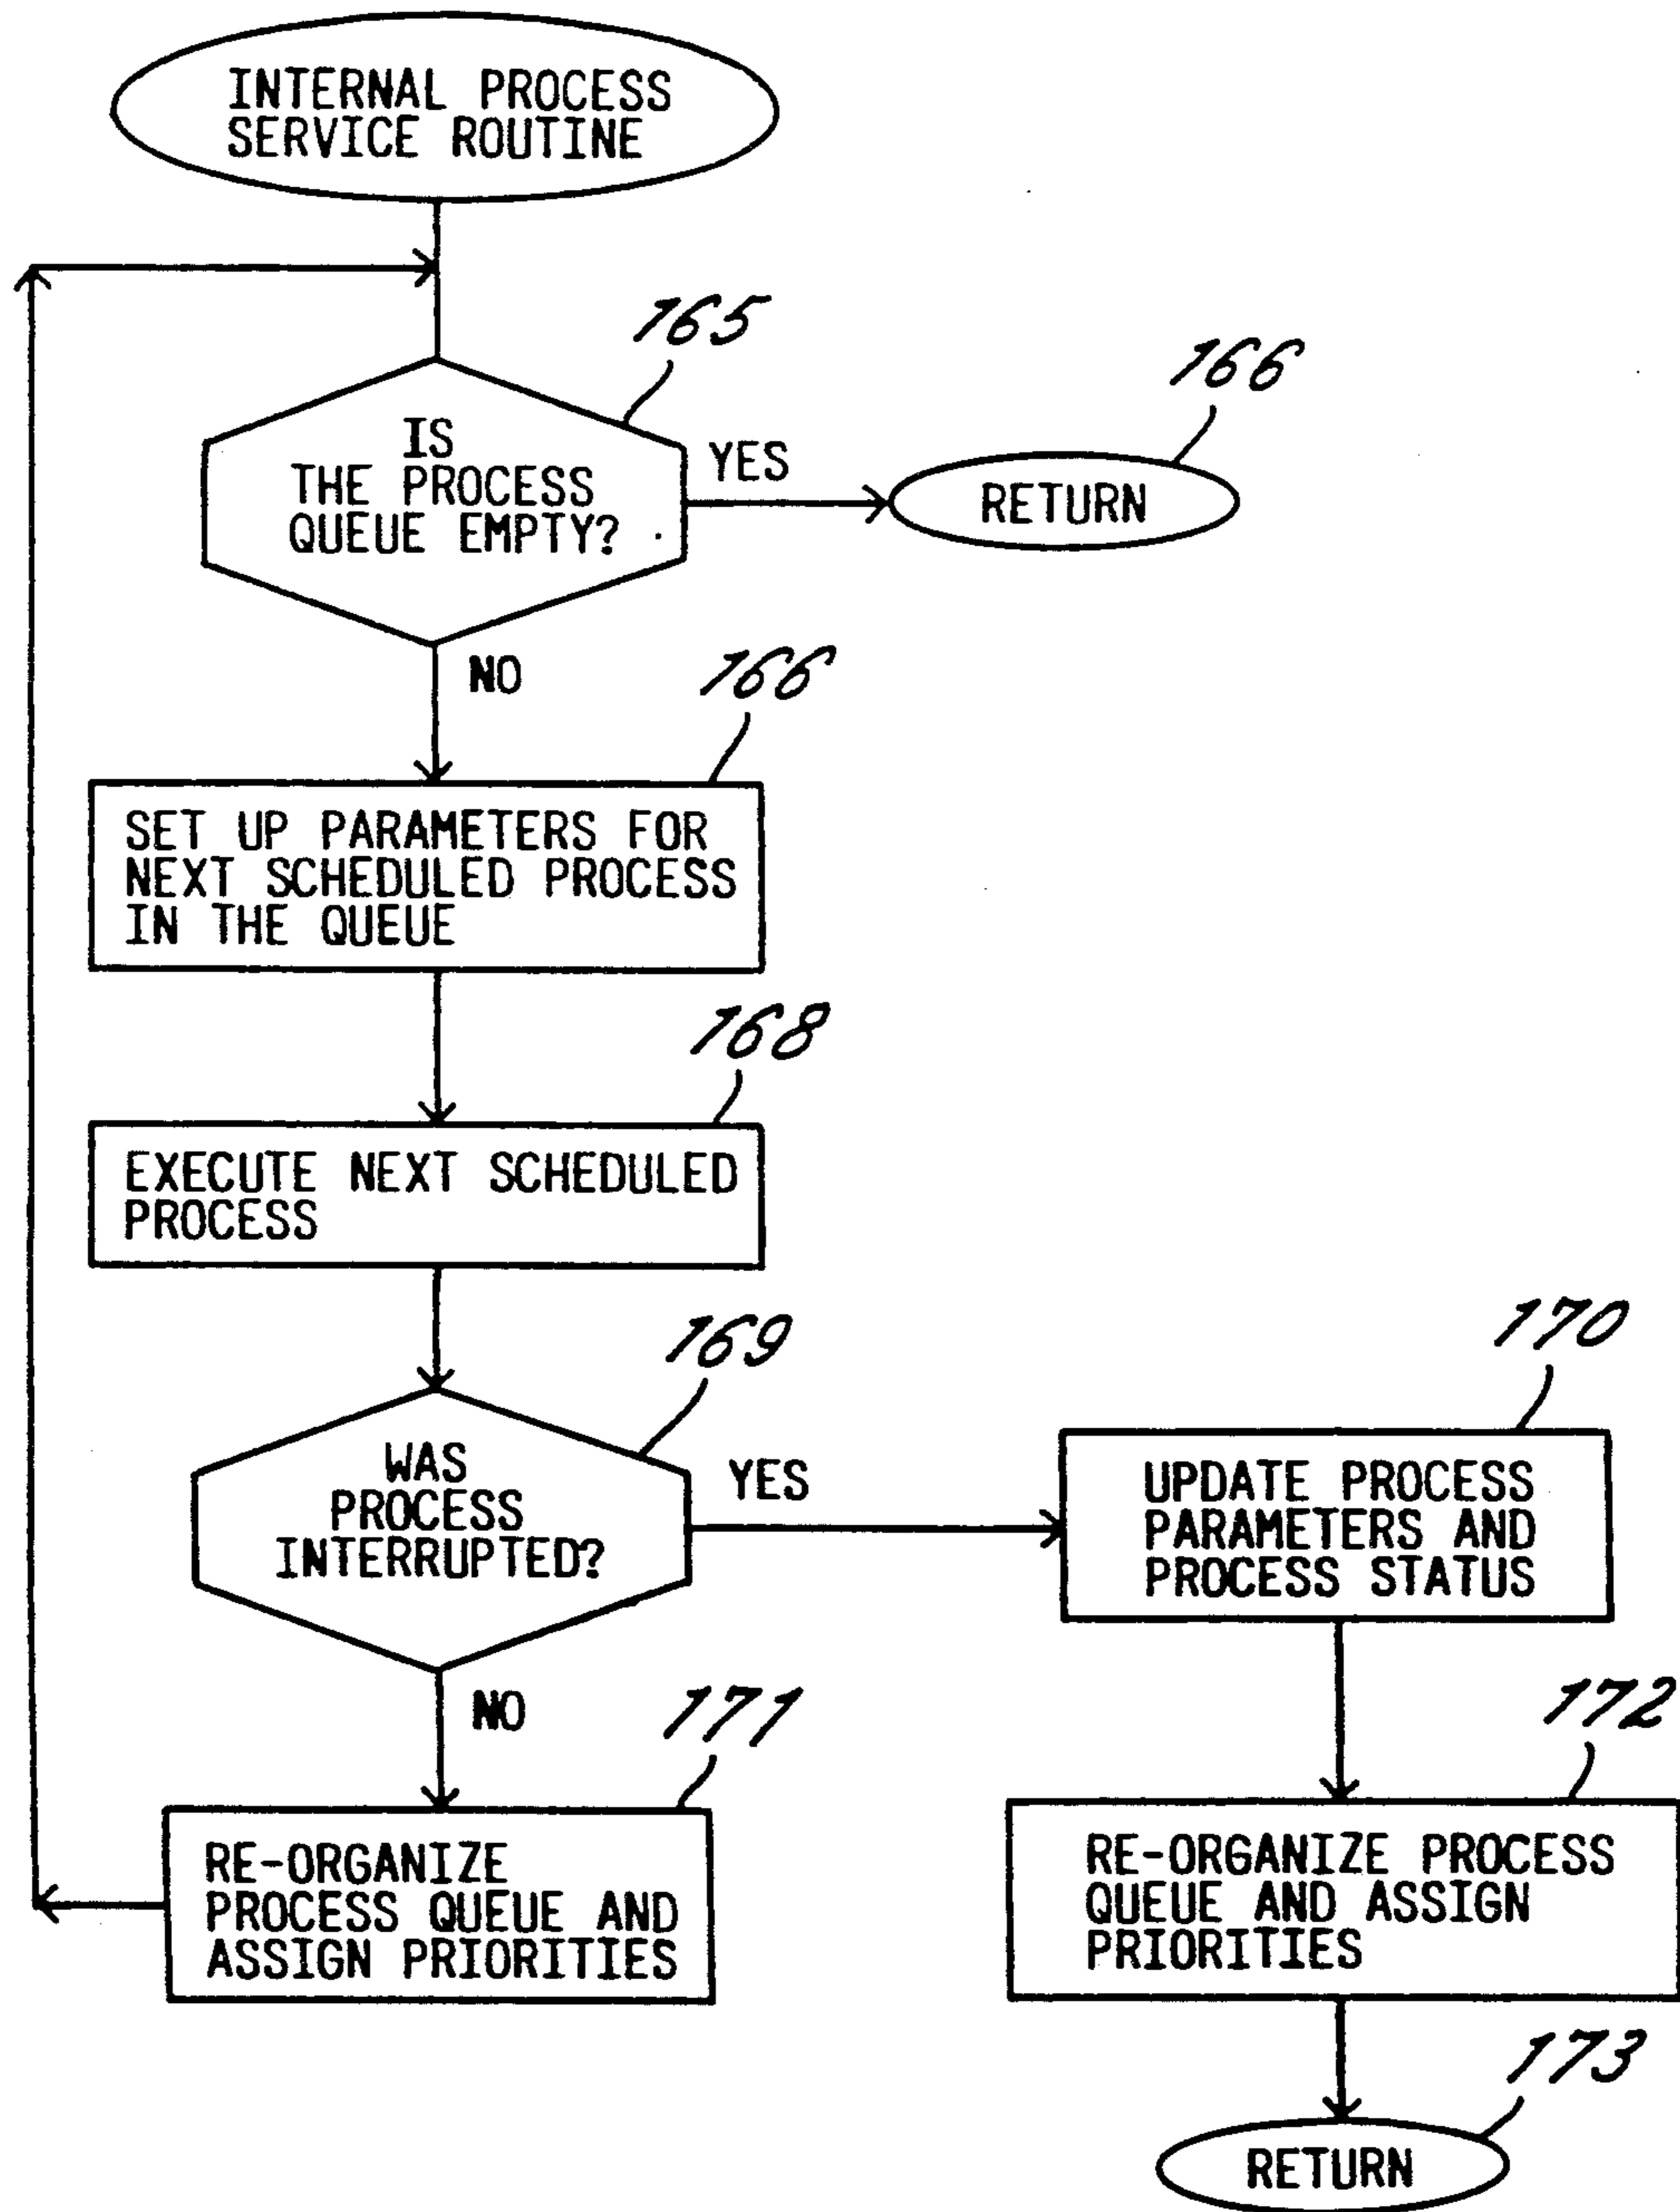 INTERNAL PROCESS
SERVICE ROUTINE
165
IS
THE PROCESS
QUEUE EMPTY?
YES
166
RETURN
NO
166
SET UP PARAMETERS FOR
NEXT SCHEDULED PROCESS
IN THE QUEUE
168
EXECUTE NEXT SCHEDULED
PROCESS
169
WAS
PROCESS
INTERRUPTED?
YES
170
UPDATE PROCESS
PARAMETERS AND
PROCESS STATUS
NO
171
RE-ORGANIZE
PROCESS QUEUE AND
ASSIGN PRIORITIES
172
RE-ORGANIZE PROCESS
QUEUE AND ASSIGN
PRIORITIES
173
RETURN